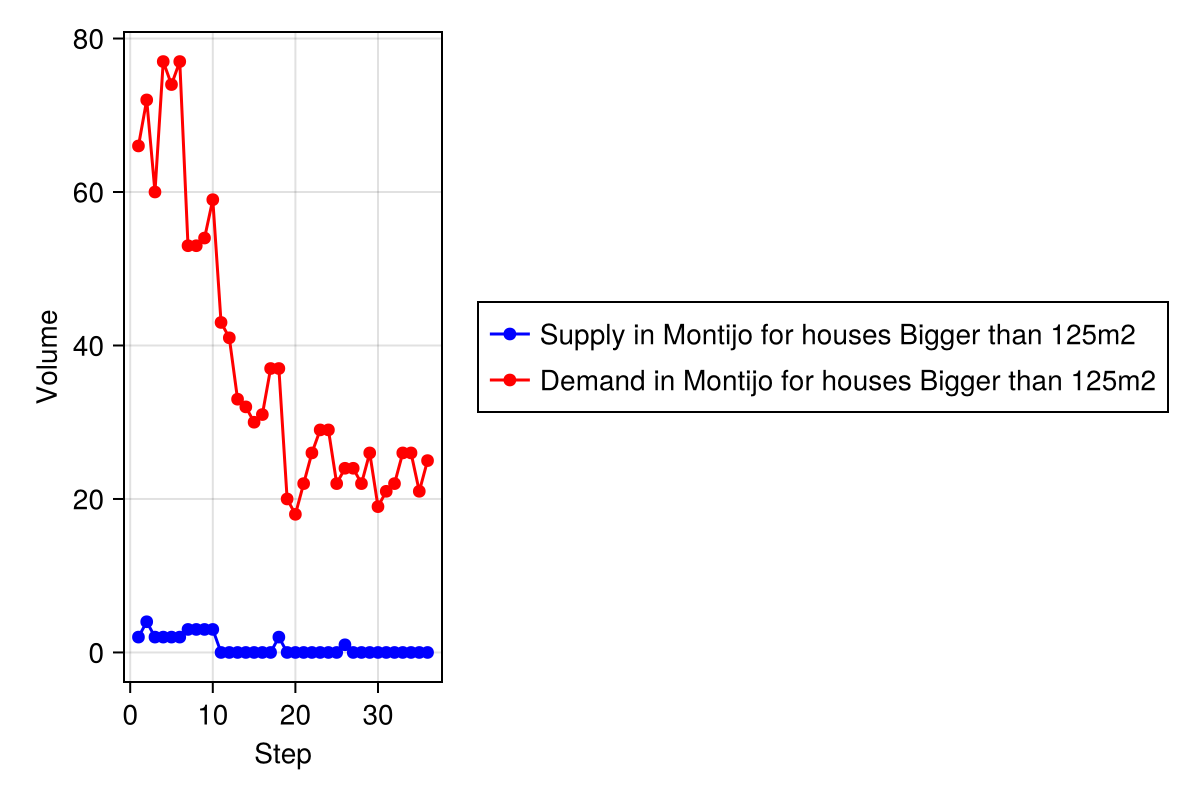 80
60
40
20
0
Volume
0 10 20 30
Step
Supply in Montijo for houses Bigger than 125m2
Demand in Montijo for houses Bigger than 125m2